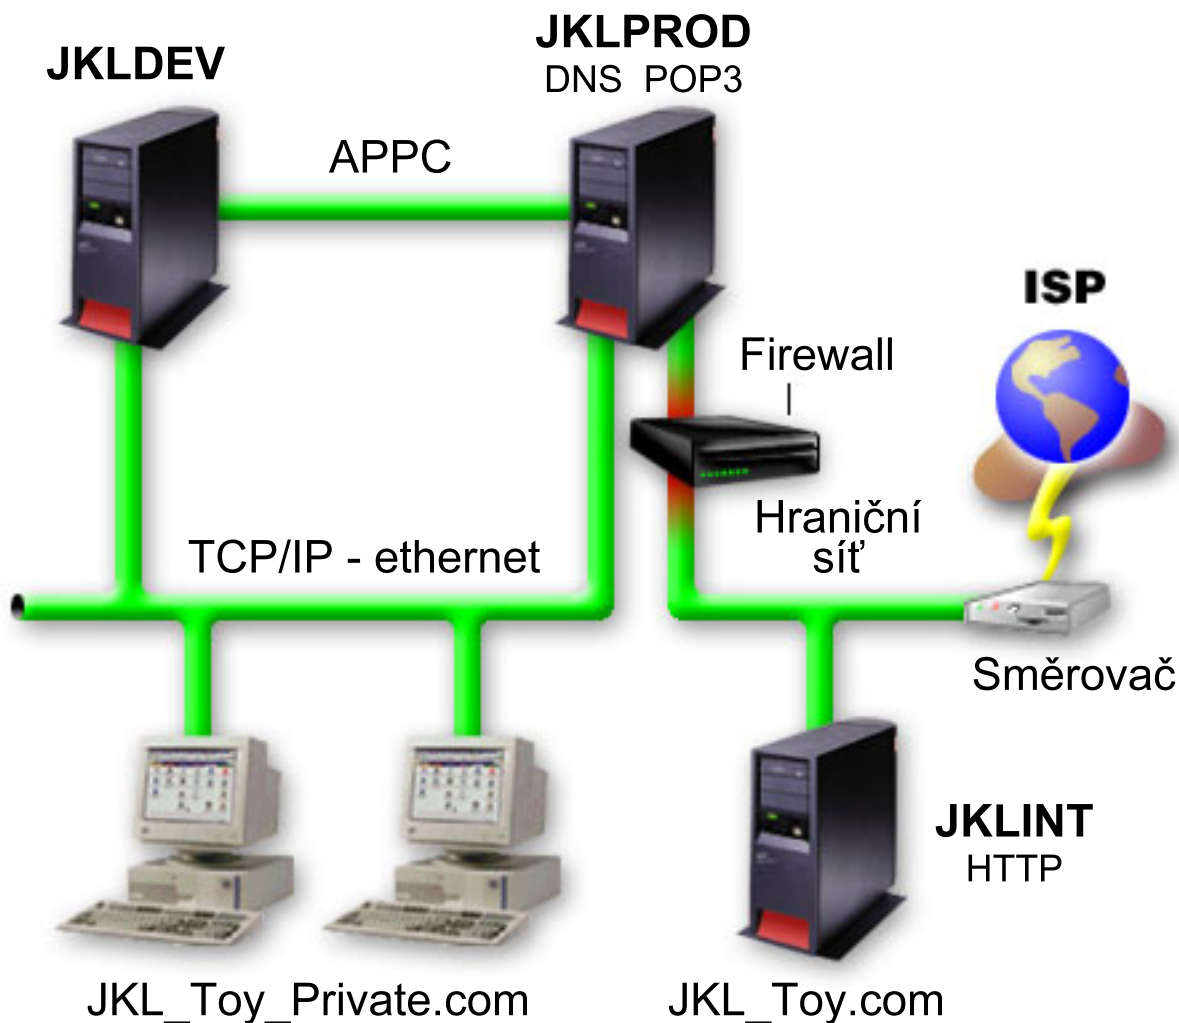 JKLDEV
JKLPROD
DNS POP3
APPC
ISP
Firewall
Hraniční
síť
TCP/IP - ethernet
Směrovač
JKLINT
HTTP
JKL_Toy_Private.com
JKL_Toy.com